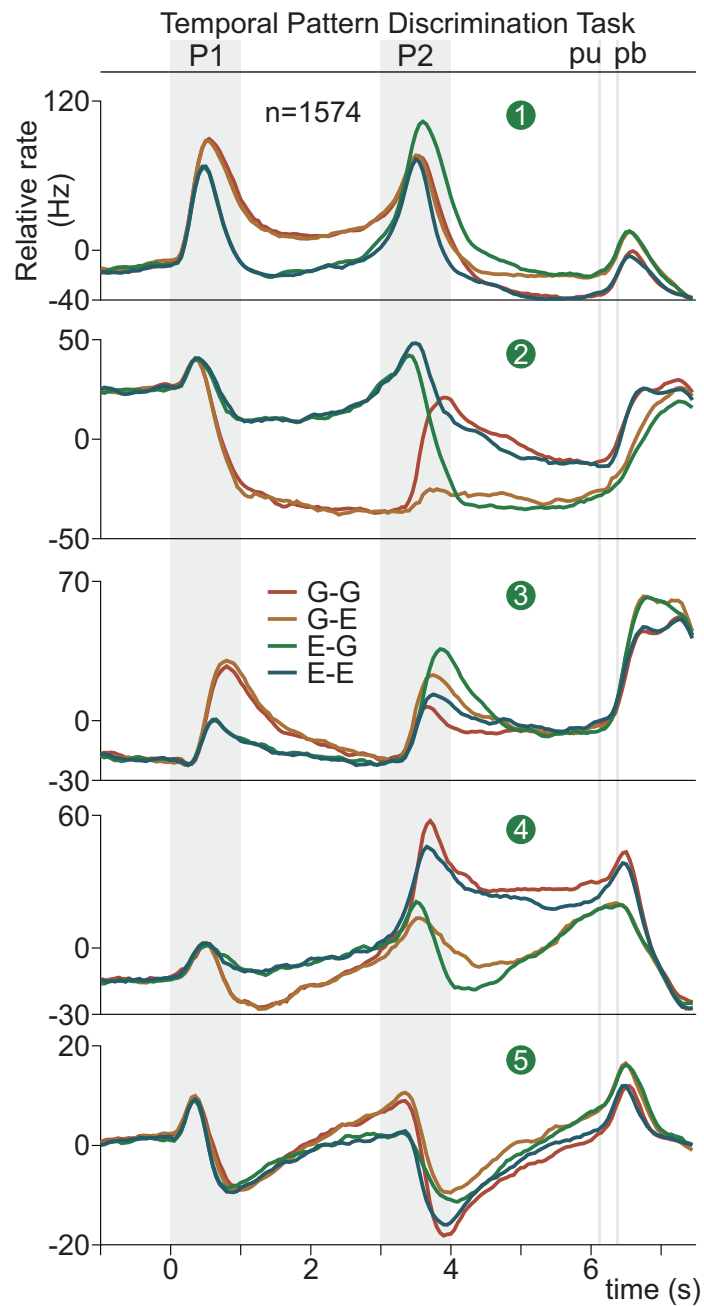 Temporal Pattern Discrimination Task
P1 P2 pu pb
120
n=1574
1
0
-40
Relative rate
(Hz)
50
2
0
-50
70
3
G-G
G-E
E-G
E-E
0
-30
60
4
0
-30
20
5
0
-20
0 2 4 6
time (s)